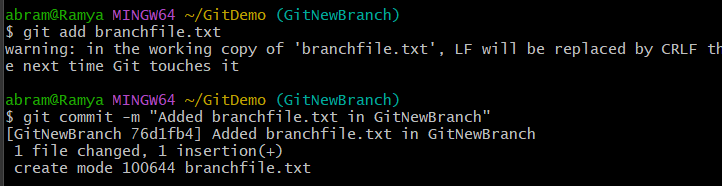 abram@Ramya MINGW64 ~/GitDemo (GitNewBranch)
$ git add branchfile.txt
warning: in the working copy of 'branchfile.txt', LF will be replaced by CRLF th
e next time Git touches it
abram@Ramya MINGW64 ~/GitDemo (GitNewBranch)
$ git commit -m "Added branchfile.txt in GitNewBranch"
[GitNewBranch 76d1fb4] Added branchfile.txt in GitNewBranch
 1 file changed, 1 insertion(+)
 create mode 100644 branchfile.txt